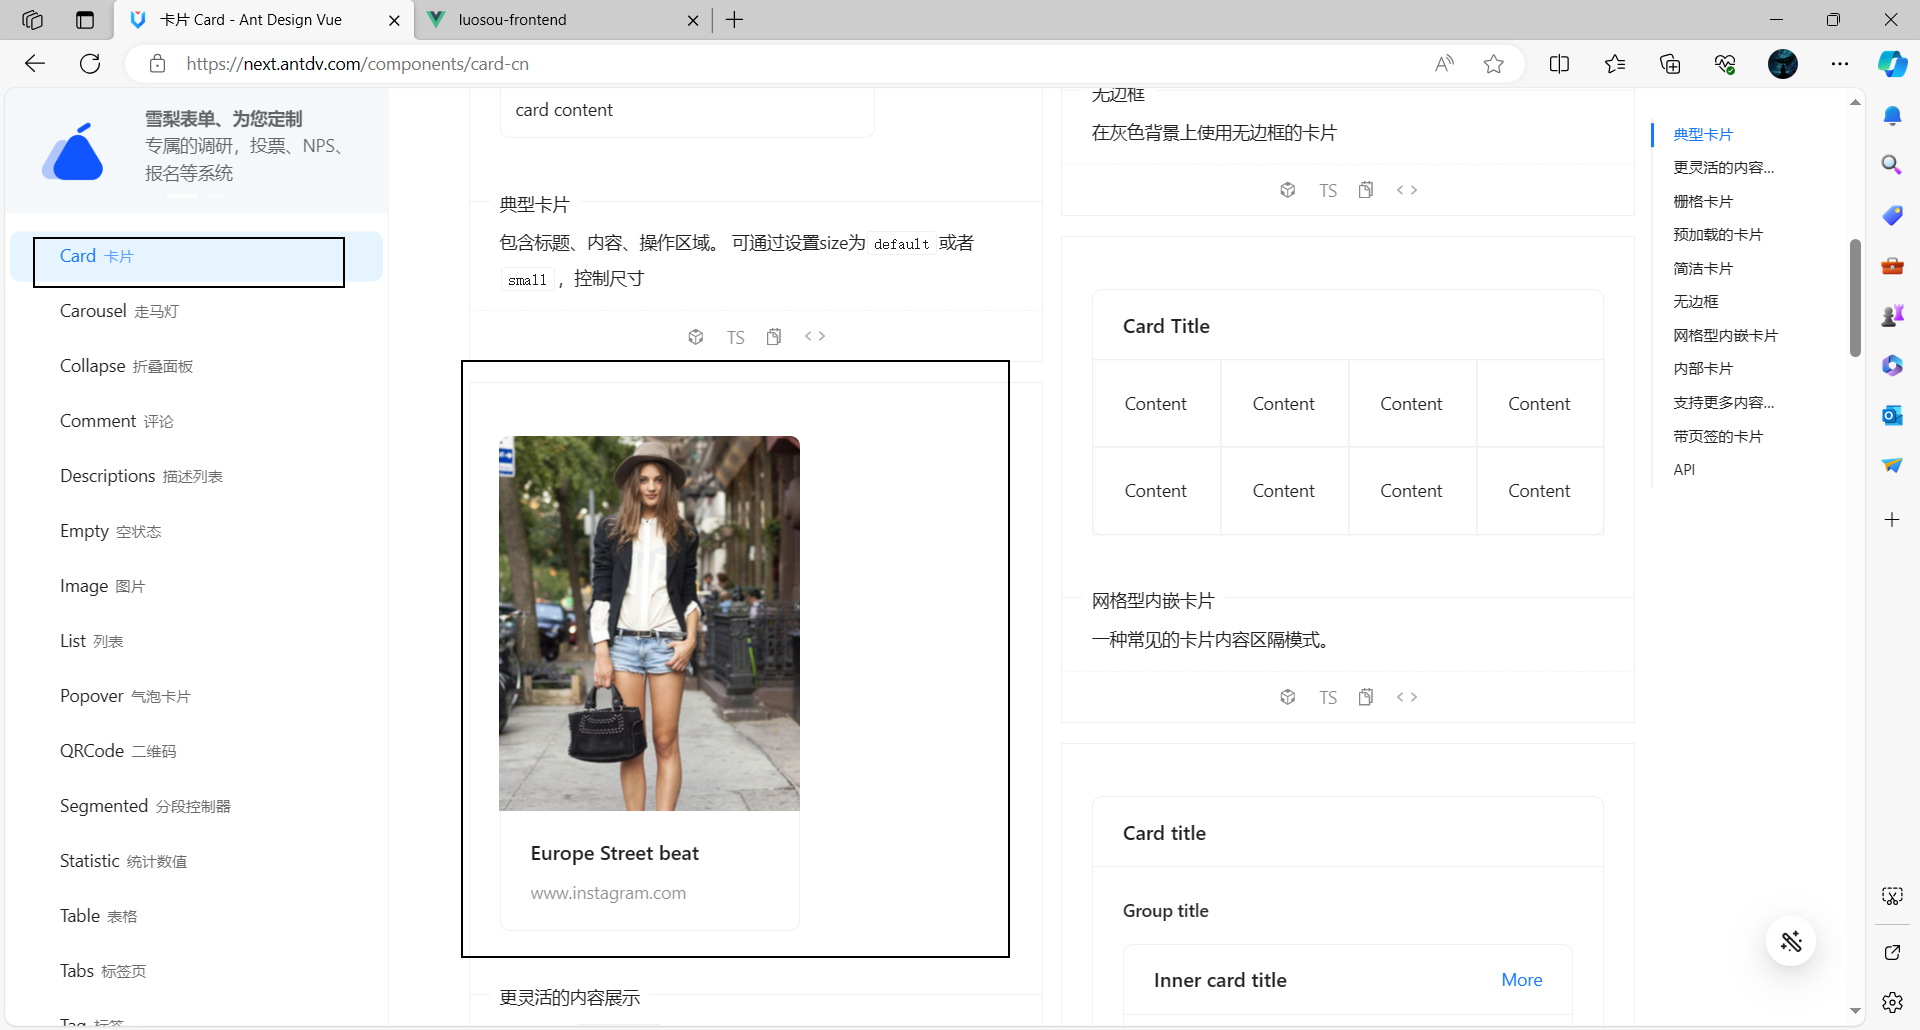 卡片 Card - Ant Design Vue
luosou-frontend
https://next.antdv.com/components/card-cn
雪梨表单、为您定制
专属的调研，投票、NPS、
报名等系统
Card 卡片
Carousel 走马灯
Collapse 折叠面板
Comment 评论
Descriptions 描述列表
Empty 空状态
Image 图片
List 列表
Popover 气泡卡片
QRCode 二维码
Segmented 分段控制器
Statistic 统计数值
Table 表格
Tabs 标签页
Tag 标签
card content
典型卡片
包含标题、内容、操作区域。 可通过设置size为 default 或者
small ，控制尺寸
TS
Europe Street beat
www.instagram.com
更灵活的内容展示
无边框
在灰色背景上使用无边框的卡片
TS
Card Title
Content Content Content Content
Content Content Content Content
网格型内嵌卡片
一种常见的卡片内容区隔模式。
TS
Card title
Group title
Inner card title More
典型卡片
更灵活的内容...
栅格卡片
预加载的卡片
简洁卡片
无边框
网格型内嵌卡片
内部卡片
支持更多内容...
带页签的卡片
API